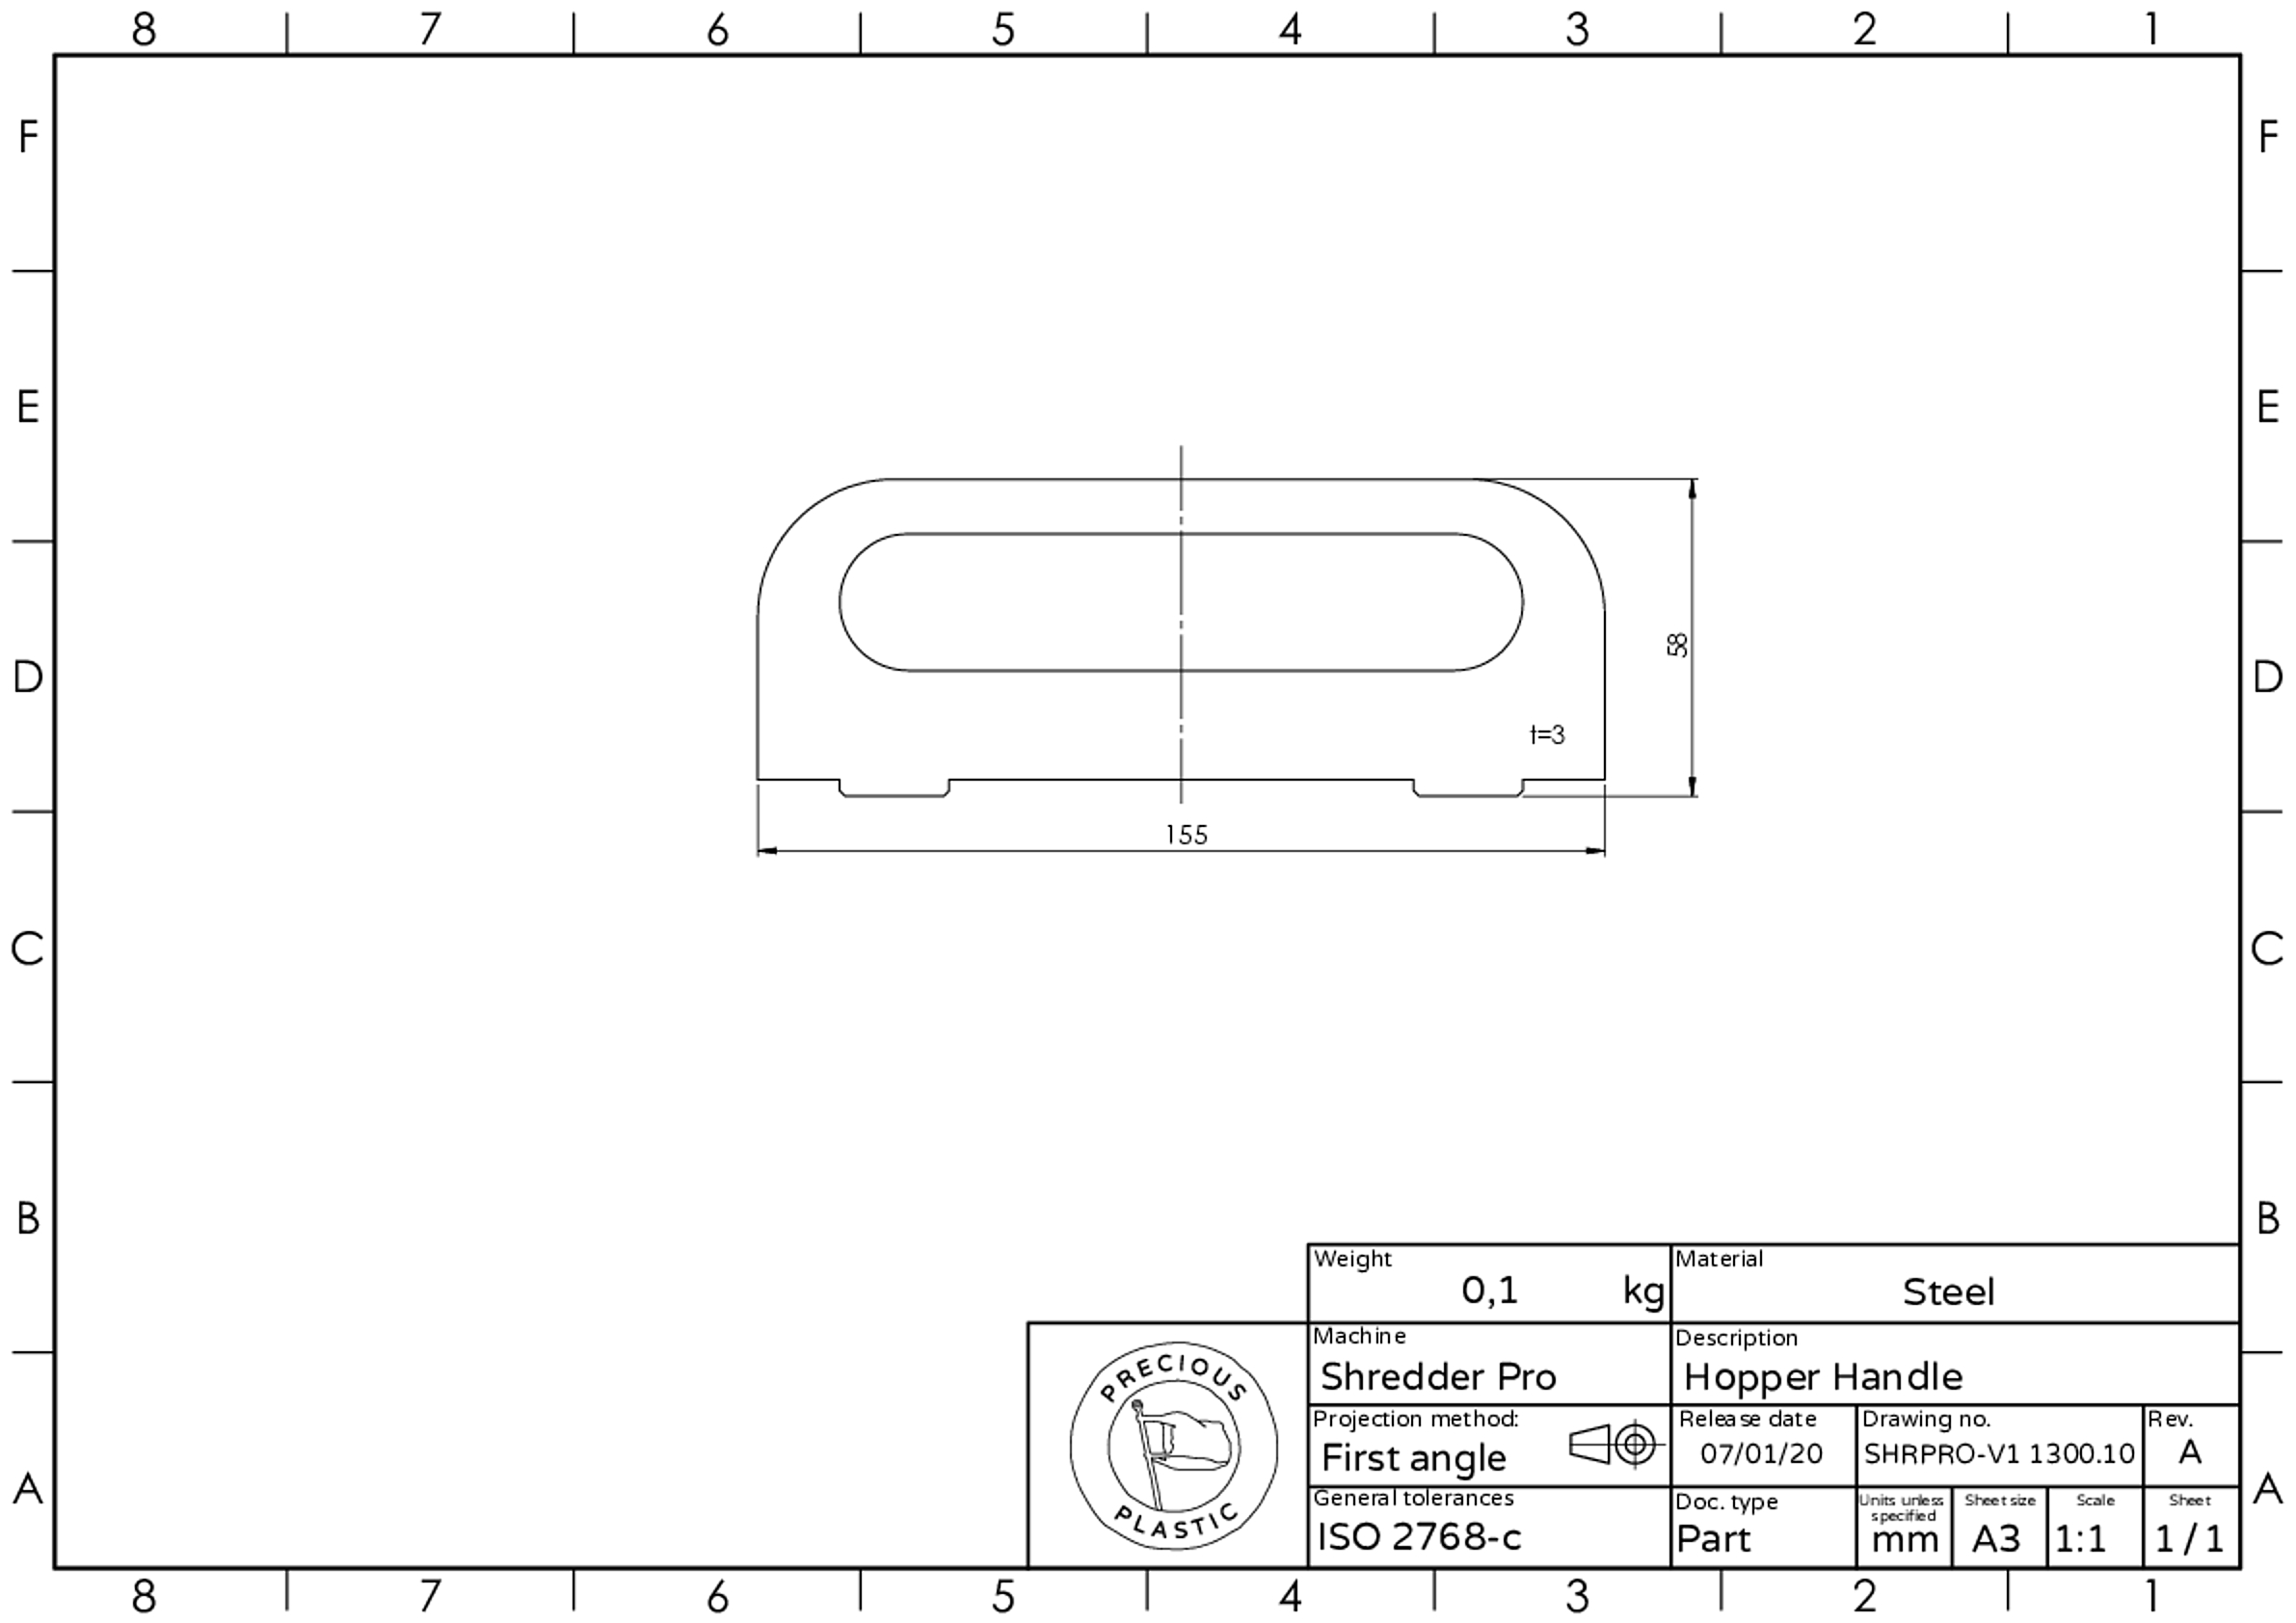 8 7 6 5 4 3 2 1
F F
E E
58
D D
t=3
155
C C
B B
Weight Material
0,1 kg Steel
Machine Description
Shredder Pro Hopper Handle
PRECIOUS
PLASTIC
Projection method: Release date Drawing no. Rev.
First angle 07/01/20 SHRPRO-V1 1300.10 A
A A
General tolerances Doc. type Units unless specified Sheet size Scale Sheet
ISO 2768-c Part mm A3 1:1 1 / 1
8 7 6 5 4 3 2 1